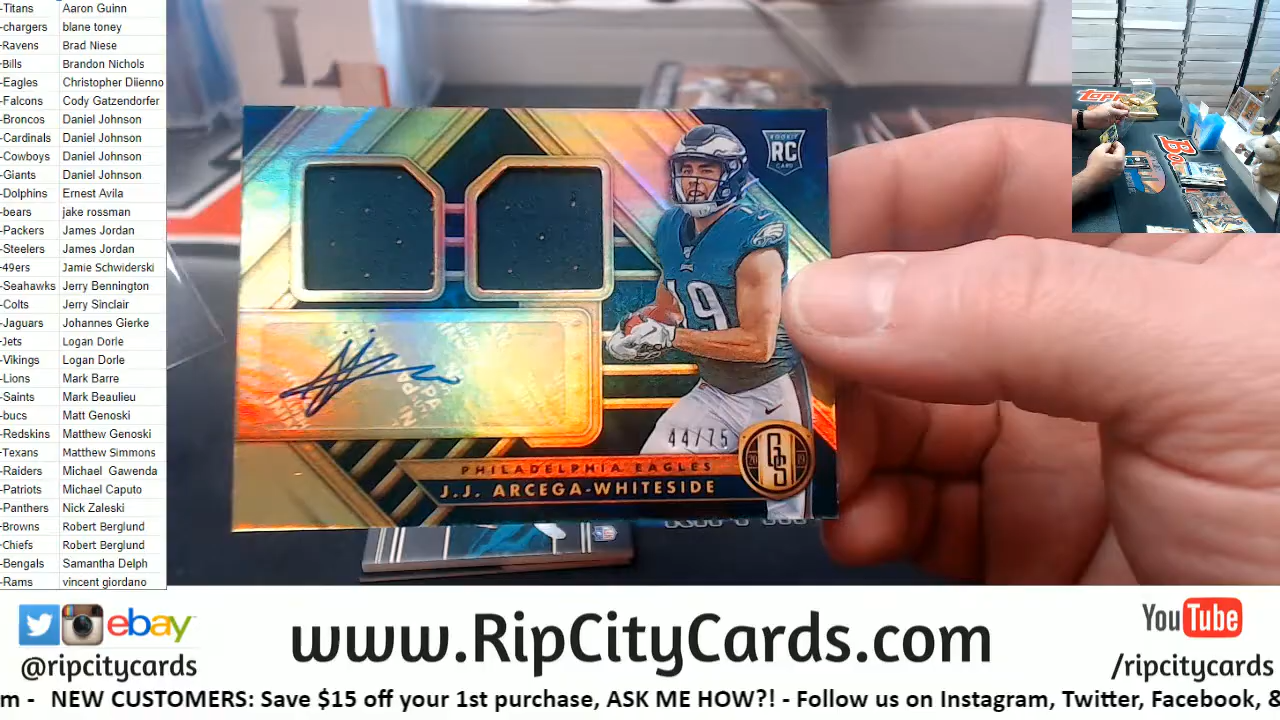 -Titans Aaron Guinn
-chargers blane toney
-Ravens Brad Niese
-Bills Brandon Nichols
-Eagles Christopher Diienno
-Falcons Cody Gatzendorfer
-Broncos Daniel Johnson
-Cardinals Daniel Johnson
-Cowboys Daniel Johnson
-Giants Daniel Johnson
-Dolphins Ernest Avila
-bears jake rossman
-Packers James Jordan
-Steelers James Jordan
-49ers Jamie Schwiderski
-Seahawks Jerry Bennington
-Colts Jerry Sinclair
-Jaguars Johannes Gierke
-Jets Logan Dorle
-Vikings Logan Dorle
-Lions Mark Barre
-Saints Mark Beaulieu
-bucs Matt Genoski
-Redskins Matthew Genoski
-Texans Matthew Simmons
-Raiders Michael Gawenda
-Patriots Michael Caputo
-Panthers Nick Zaleski
-Browns Robert Berglund
-Chiefs Robert Berglund
-Bengals Samantha Delph
-Rams vincent giordano
ROOKIE
RC
CARD
19
44/75
20 GS 19
PHILADELPHIA EAGLES
J.J. ARCEGA-WHITESIDE
Topps
ebay
@ripcitycards
www.RipCityCards.com
YouTube
/ripcitycards
m - NEW CUSTOMERS: Save $15 off your 1st purchase, ASK ME HOW?! - Follow us on Instagram, Twitter, Facebook, &